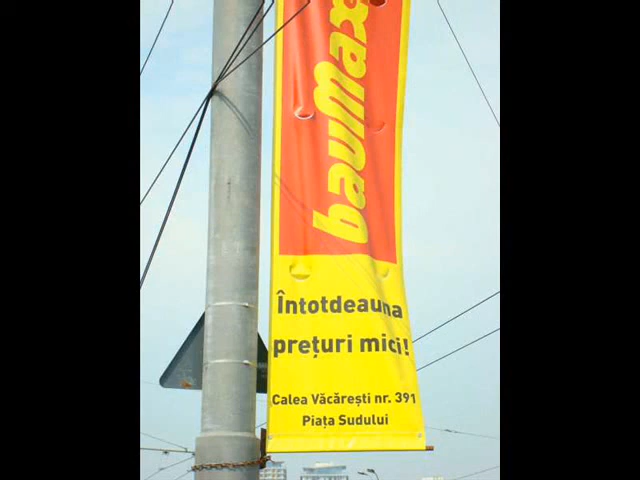 bauMax
Întotdeauna
prețuri mici!
Calea Văcărești nr. 391
Piața Sudului